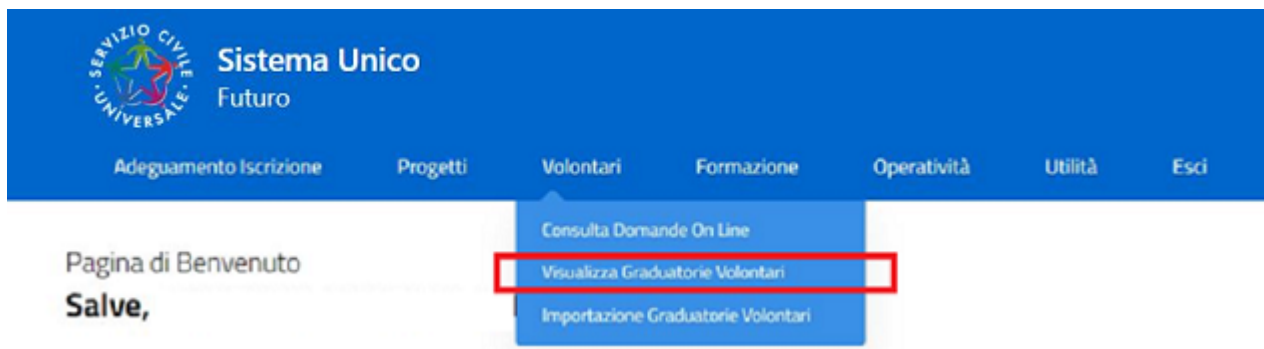 SERVIZIO CIVILE UNIVERSALE
Sistema Unico
Futuro
Adeguamento Iscrizione Progetti Volontari Formazione Operatività Utilità Esci
Consulta Domande On Line
Pagina di Benvenuto
Visualizza Graduatorie Volontari
Salve,
Importazione Graduatorie Volontari